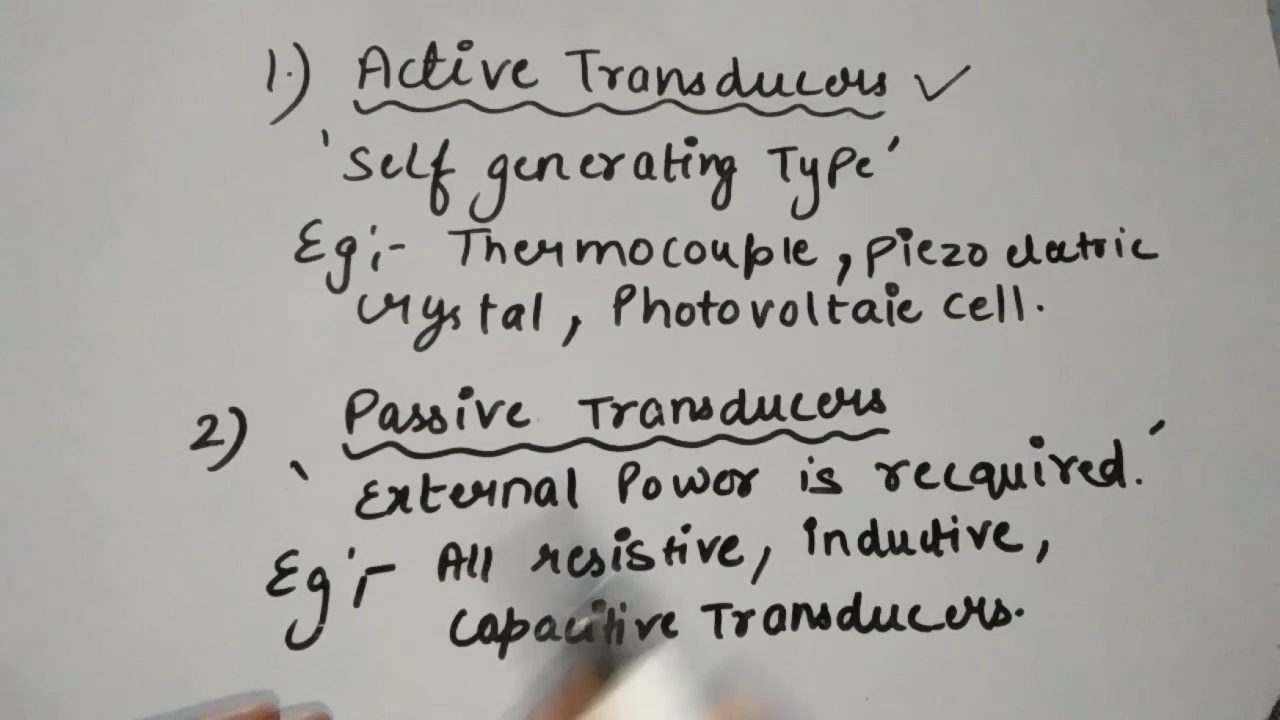 1.) Active Transducers ✓
'Self generating Type'
Eg:- Thermocouple, Piezo electric
crystal, Photovoltaic cell.
2) Passive Transducers
'External Power is recquired.'
Eg:- All resistive, inductive,
capacitive Transducers.